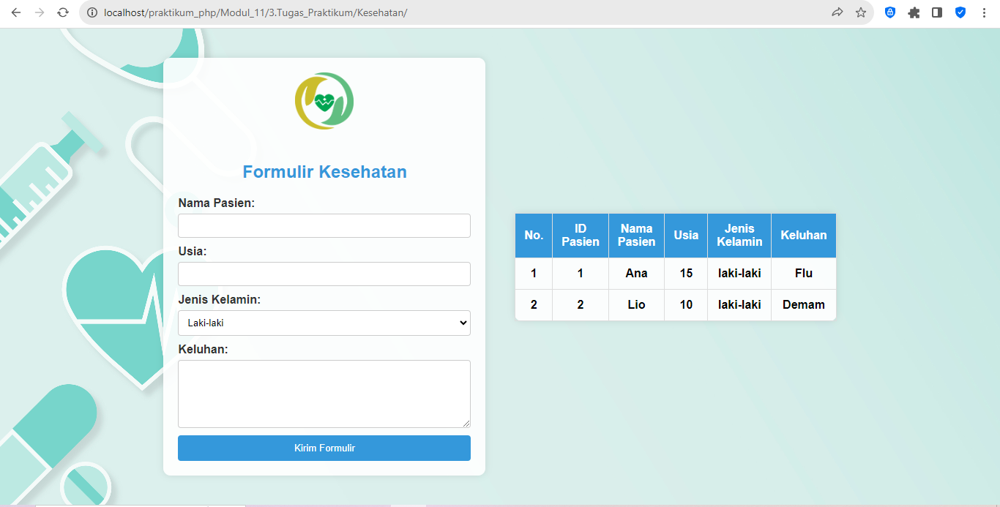 localhost/praktikum_php/Modul_11/3.Tugas_Praktikum/Kesehatan/
Formulir Kesehatan
Nama Pasien:
Usia:
Jenis Kelamin:
Laki-laki
Keluhan:
Kirim Formulir
No. ID Pasien Nama Pasien Usia Jenis Kelamin Keluhan
1 1 Ana 15 laki-laki Flu
2 2 Lio 10 laki-laki Demam